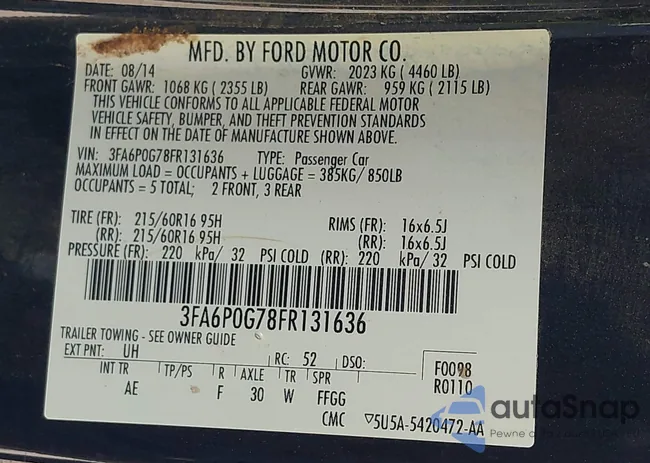 MFD. BY FORD MOTOR CO.
DATE: 08/14 GVWR: 2023 KG ( 4460 LB)
FRONT GAWR: 1068 KG ( 2355 LB) REAR GAWR: 959 KG ( 2115 LB)
THIS VEHICLE CONFORMS TO ALL APPLICABLE FEDERAL MOTOR
VEHICLE SAFETY, BUMPER, AND THEFT PREVENTION STANDARDS
IN EFFECT ON THE DATE OF MANUFACTURE SHOWN ABOVE.
VIN: 3FA6P0G78FR131636 TYPE: Passenger Car
MAXIMUM LOAD = OCCUPANTS + LUGGAGE = 385KG/ 850LB
OCCUPANTS = 5 TOTAL; 2 FRONT, 3 REAR
TIRE (FR): 215/60R16 95H RIMS (FR): 16x6.5J
(RR): 215/60R16 95H (RR): 16x6.5J
PRESSURE (FR): 220 kPa/ 32 PSI COLD (RR): 220 kPa/ 32 PSI COLD
3FA6P0G78FR131636
TRAILER TOWING - SEE OWNER GUIDE
EXT PNT: UH RC: 52 DSO: F0098
INT TR TP/PS R AXLE TR SPR R0110
AE F 30 W FFGG
CMC ▽5U5A-5420472-AA
autoSnap